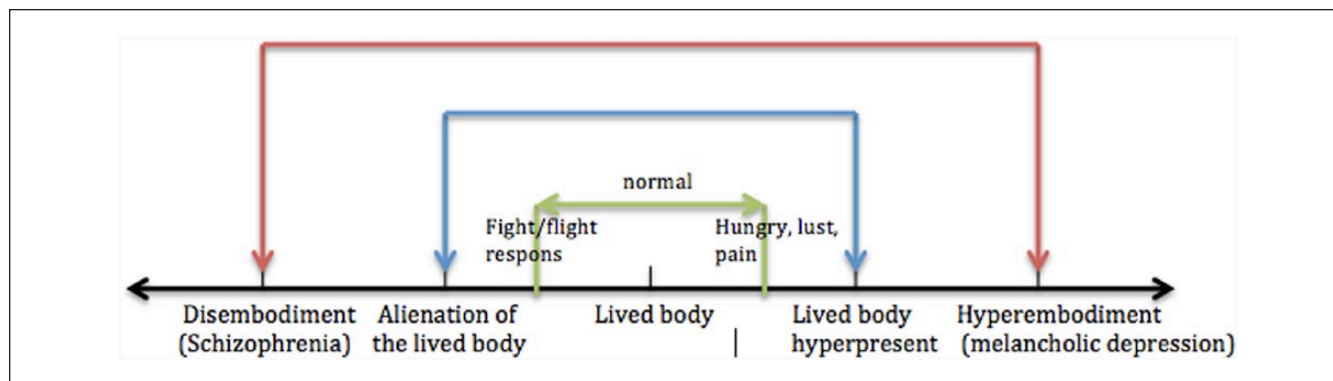 normal
Fight/flight
respons
Hungry, lust,
pain
Disembodiment
(Schizophrenia)
Alienation of
the lived body
Lived body
Lived body
hyperpresent
Hyperembodiment
(melancholic depression)